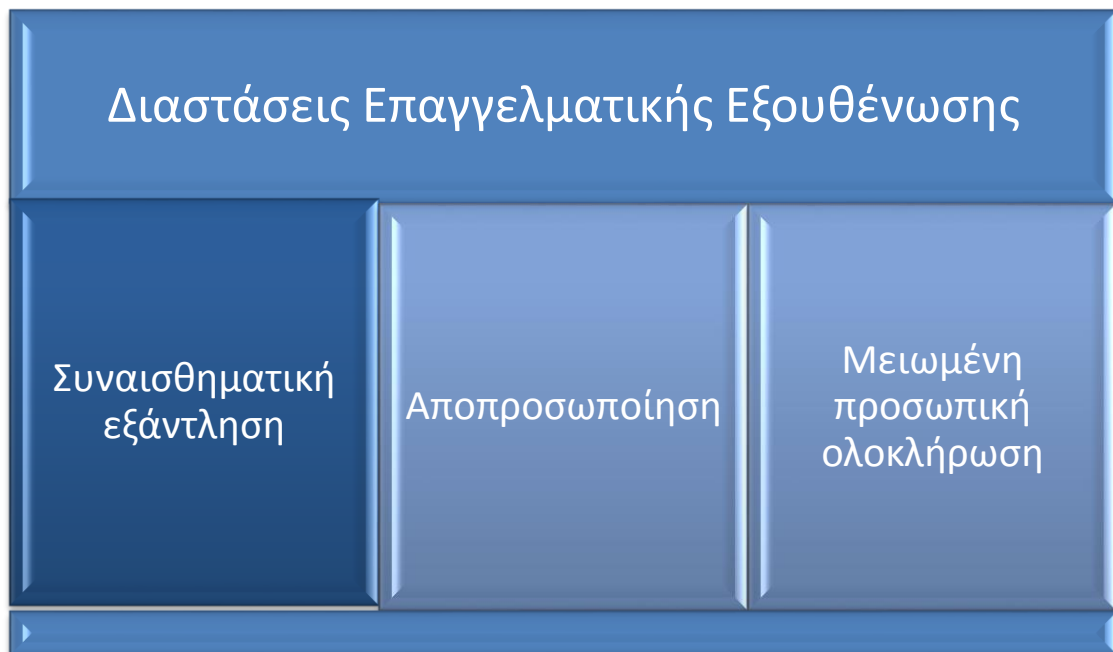 Διαστάσεις Επαγγελματικής Εξουθένωσης
Συναισθηματική
εξάντληση
Αποπροσωποίηση
Μειωμένη
προσωπική
ολοκλήρωση